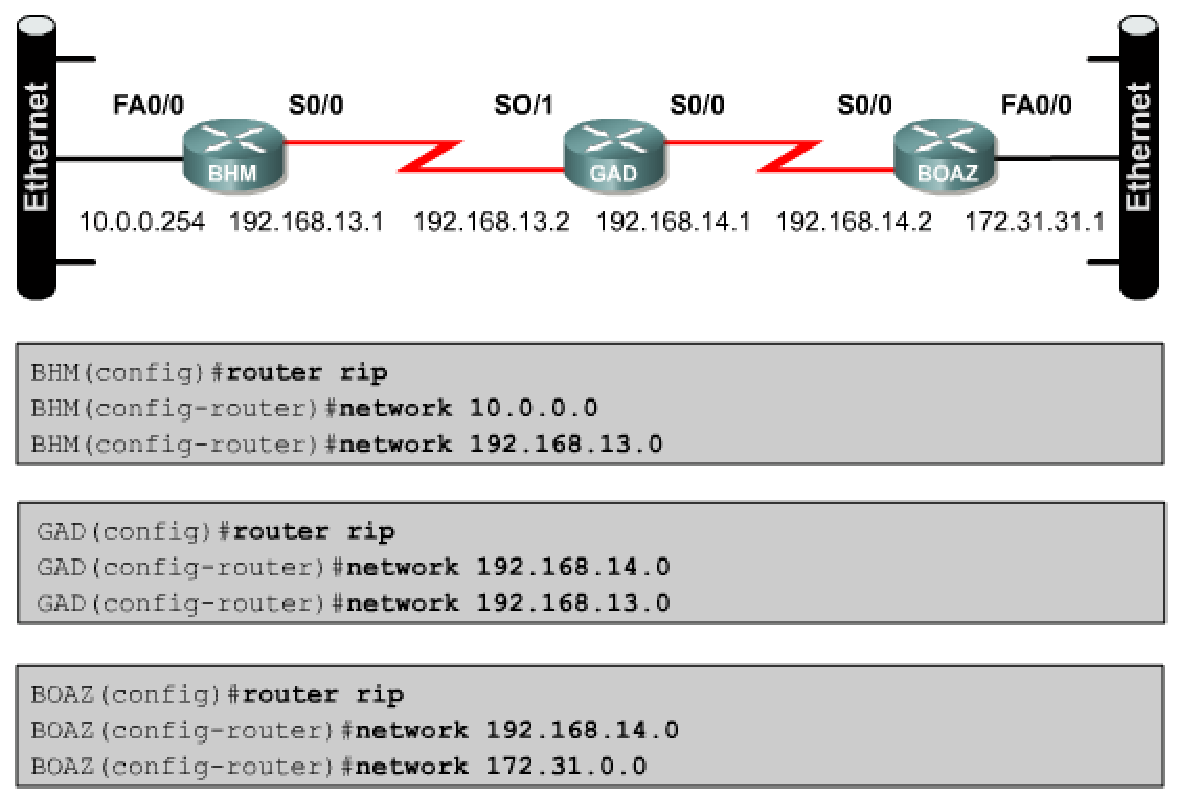 Ethernet
FA0/0 S0/0 SO/1 S0/0 S0/0 FA0/0
Ethernet
BHM GAD BOAZ
10.0.0.254 192.168.13.1 192.168.13.2 192.168.14.1 192.168.14.2 172.31.31.1
BHM(config)#router rip
BHM(config-router)#network 10.0.0.0
BHM(config-router)#network 192.168.13.0
GAD(config)#router rip
GAD(config-router)#network 192.168.14.0
GAD(config-router)#network 192.168.13.0
BOAZ(config)#router rip
BOAZ(config-router)#network 192.168.14.0
BOAZ(config-router)#network 172.31.0.0